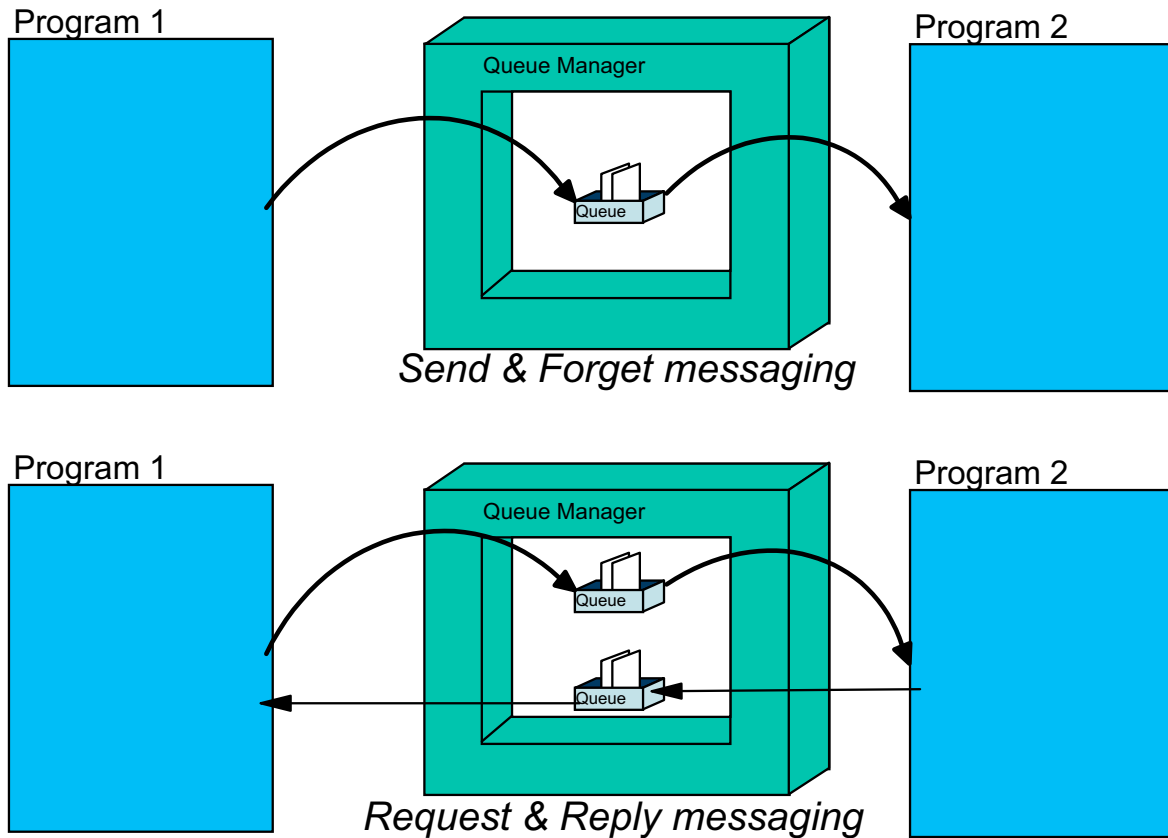 Program 1
Program 2
Queue Manager
Queue
Send & Forget messaging
Program 1
Program 2
Queue Manager
Queue
Queue
Request & Reply messaging